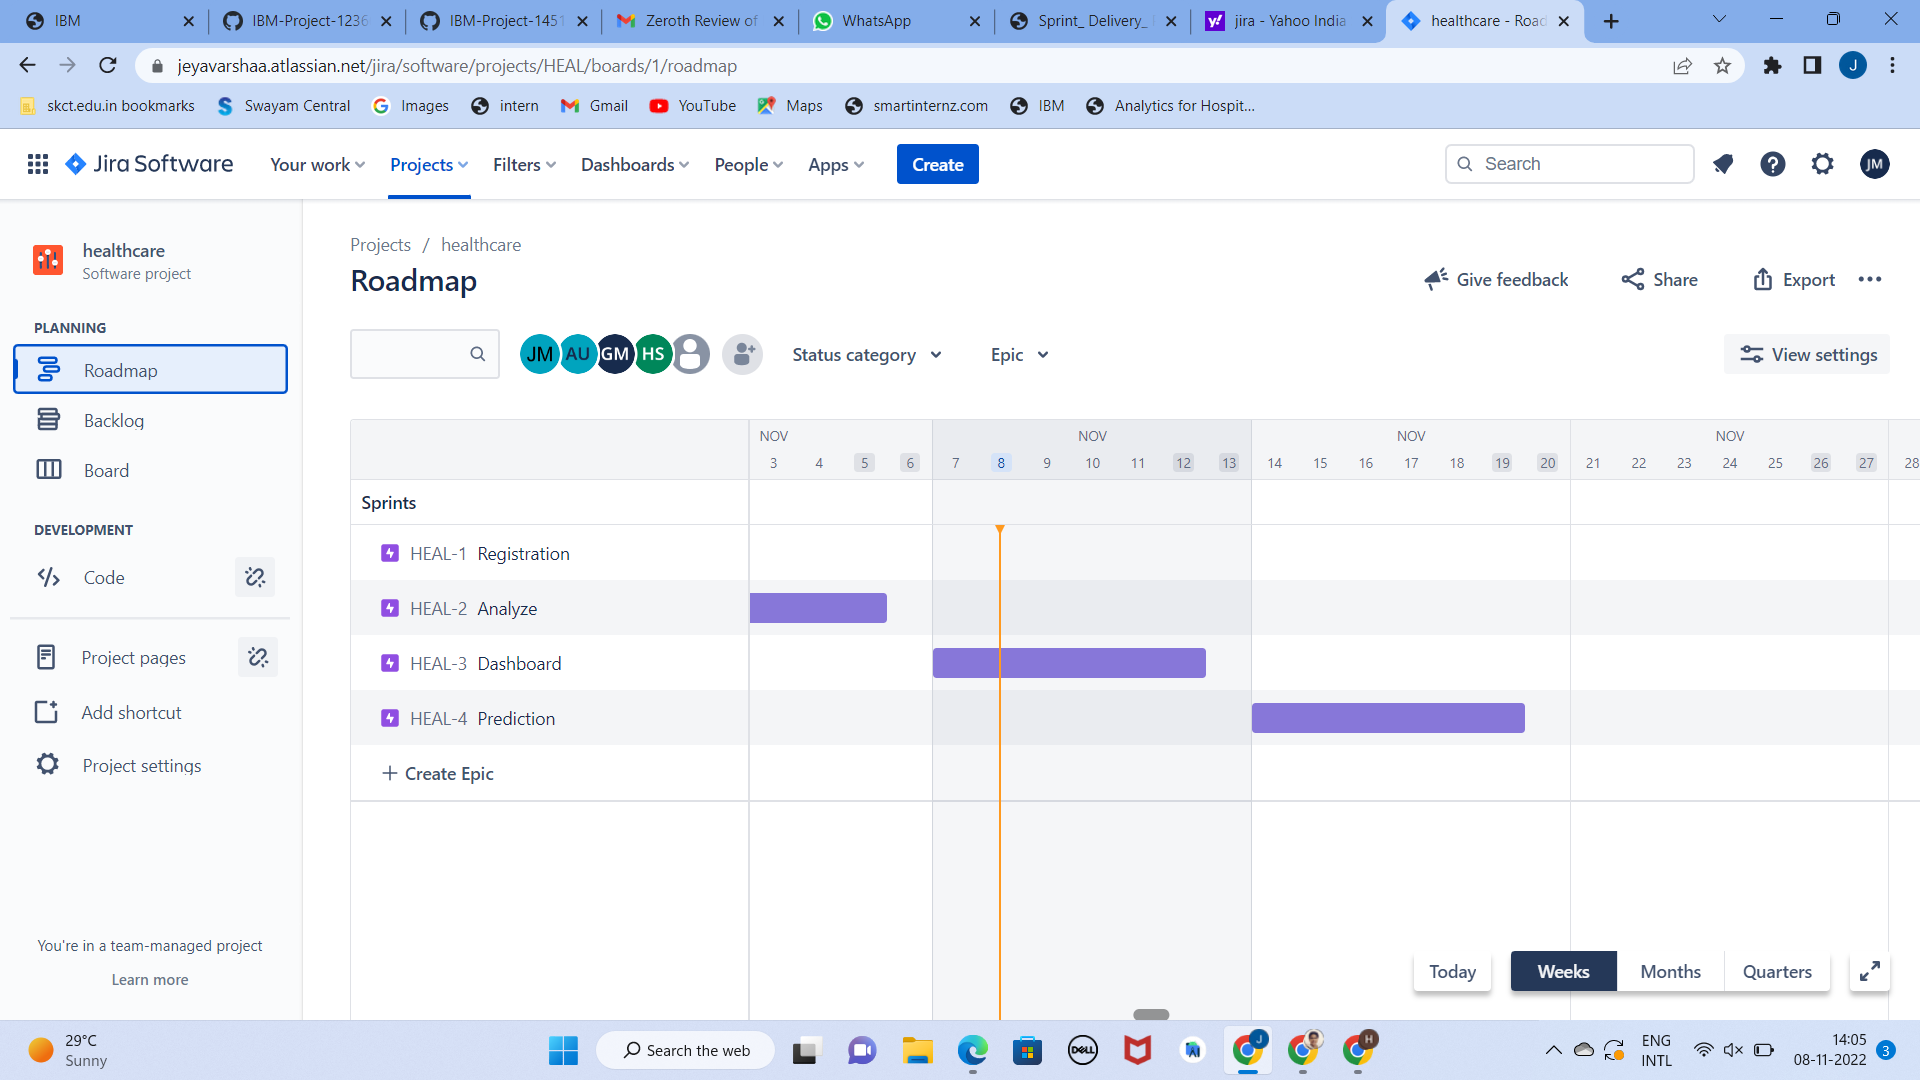 IBM
IBM-Project-1236
IBM-Project-1451
Zeroth Review of
WhatsApp
Sprint_ Delivery_
jira - Yahoo India
healthcare - Road
jeyavarshaa.atlassian.net/jira/software/projects/HEAL/boards/1/roadmap
J
skct.edu.in bookmarks
Swayam Central
Images
intern
Gmail
YouTube
Maps
smartinternz.com
IBM
Analytics for Hospit...
Jira Software
Your work
Projects
Filters
Dashboards
People
Apps
Create
Search
JM
healthcare
Software project
PLANNING
Roadmap
Backlog
Board
DEVELOPMENT
Code
Project pages
Add shortcut
Project settings
You're in a team-managed project
Learn more
Projects / healthcare
Roadmap
Give feedback
Share
Export
JM AU GM HS
Status category
Epic
View settings
NOV NOV NOV NOV
3 4 5 6 7 8 9 10 11 12 13 14 15 16 17 18 19 20 21 22 23 24 25 26 27 28
Sprints
HEAL-1 Registration
HEAL-2 Analyze
HEAL-3 Dashboard
HEAL-4 Prediction
+ Create Epic
Today
Weeks
Months
Quarters
29°C
Sunny
Search the web
DELL
J
H
ENG
INTL
14:05
08-11-2022
3